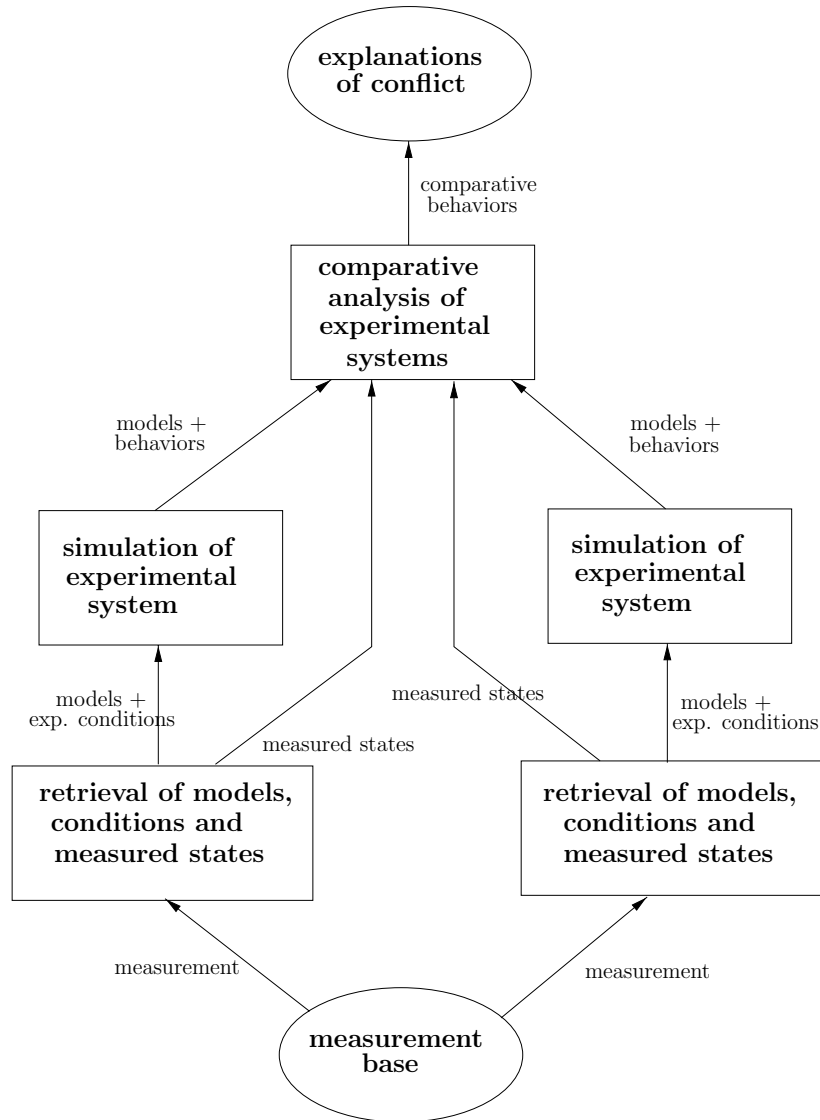 explanations
of conflict
comparative
behaviors
comparative
analysis of
experimental
systems
models +
behaviors
models +
behaviors
simulation of
experimental
system
simulation of
experimental
system
models +
exp. conditions
measured states
measured states
models +
exp. conditions
retrieval of models,
conditions and
measured states
retrieval of models,
conditions and
measured states
measurement
measurement
measurement
base